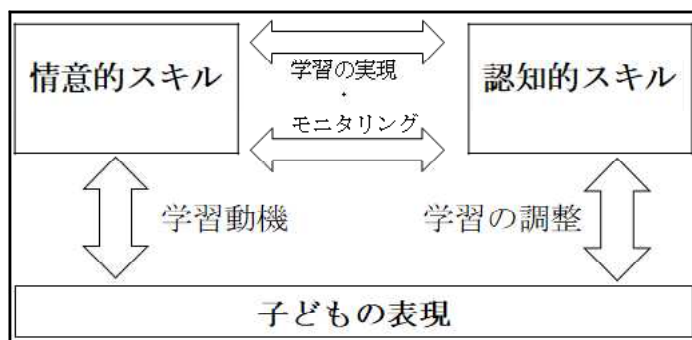 情意的スキル
学習の実現
・
モニタリング
認知的スキル
学習動機
学習の調整
子どもの表現